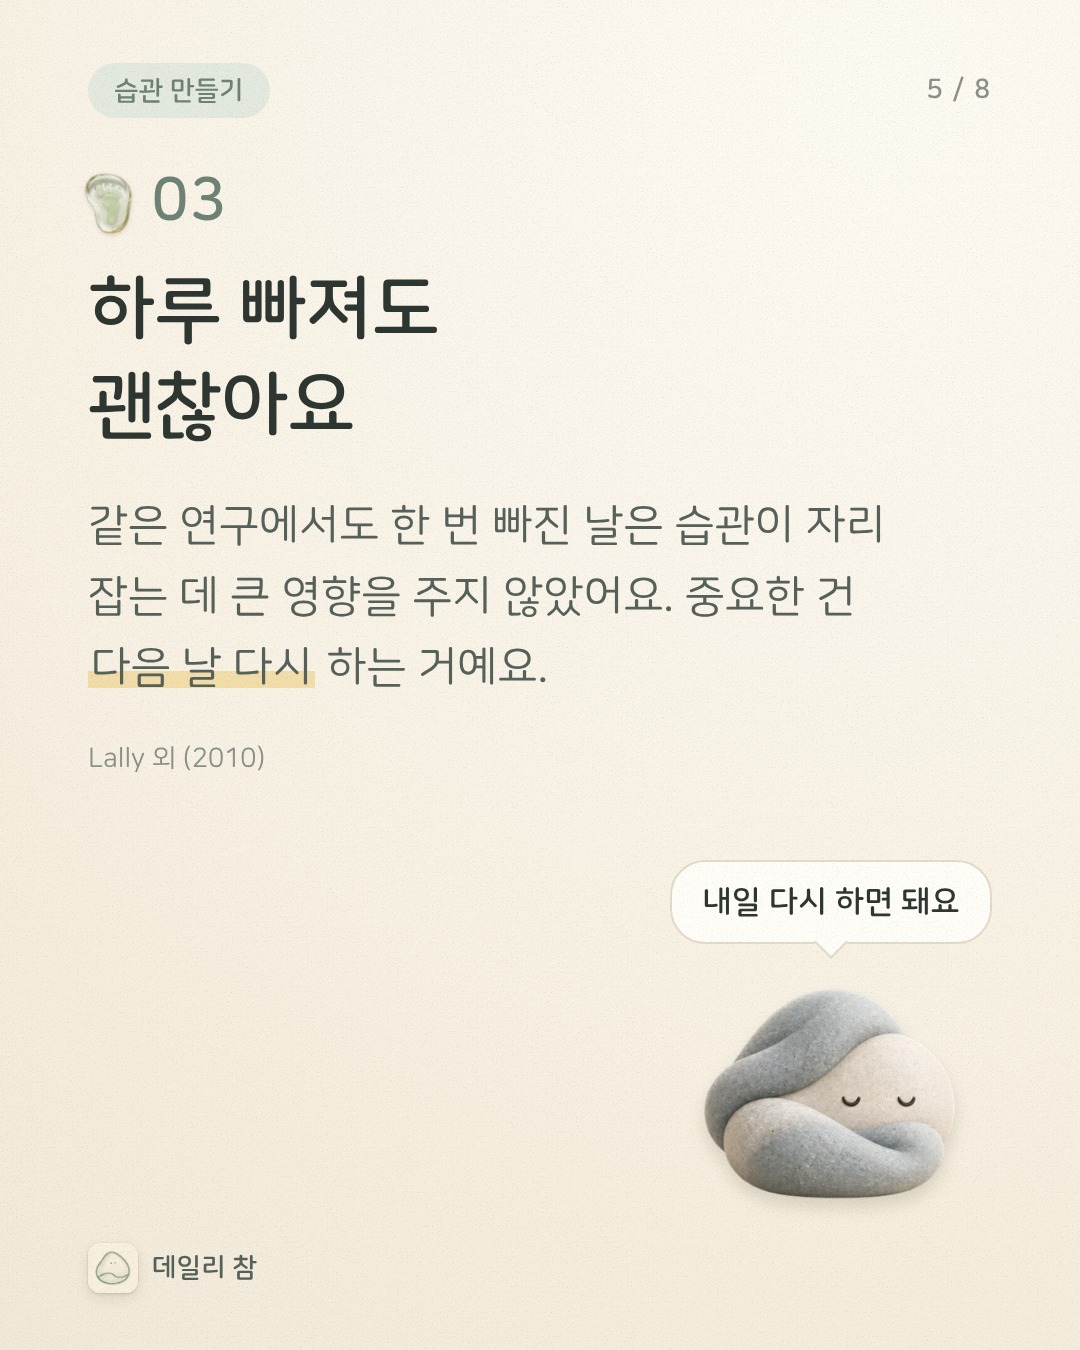 습관 만들기
5 / 8
03
하루 빠져도
괜찮아요
같은 연구에서도 한 번 빠진 날은 습관이 자리
잡는 데 큰 영향을 주지 않았어요. 중요한 건
다음 날 다시 하는 거예요.
Lally 외 (2010)
내일 다시 하면 돼요
데일리 참